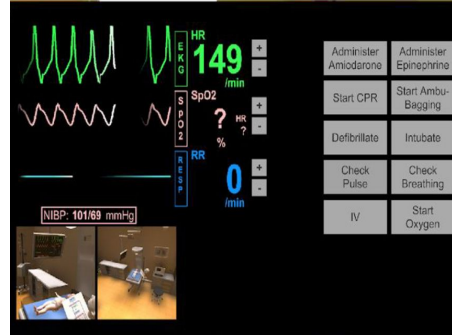 HR
EKG
149
/min
+
-
SpO2
SpO2
?
HR
?
%
+
-
RR
RESP
0
/min
+
-
NIBP: 101/69 mmHg
Administer Amiodarone
Administer Epinephrine
Start CPR
Start Ambu-Bagging
Defibrillate
Intubate
Check Pulse
Check Breathing
IV
Start Oxygen